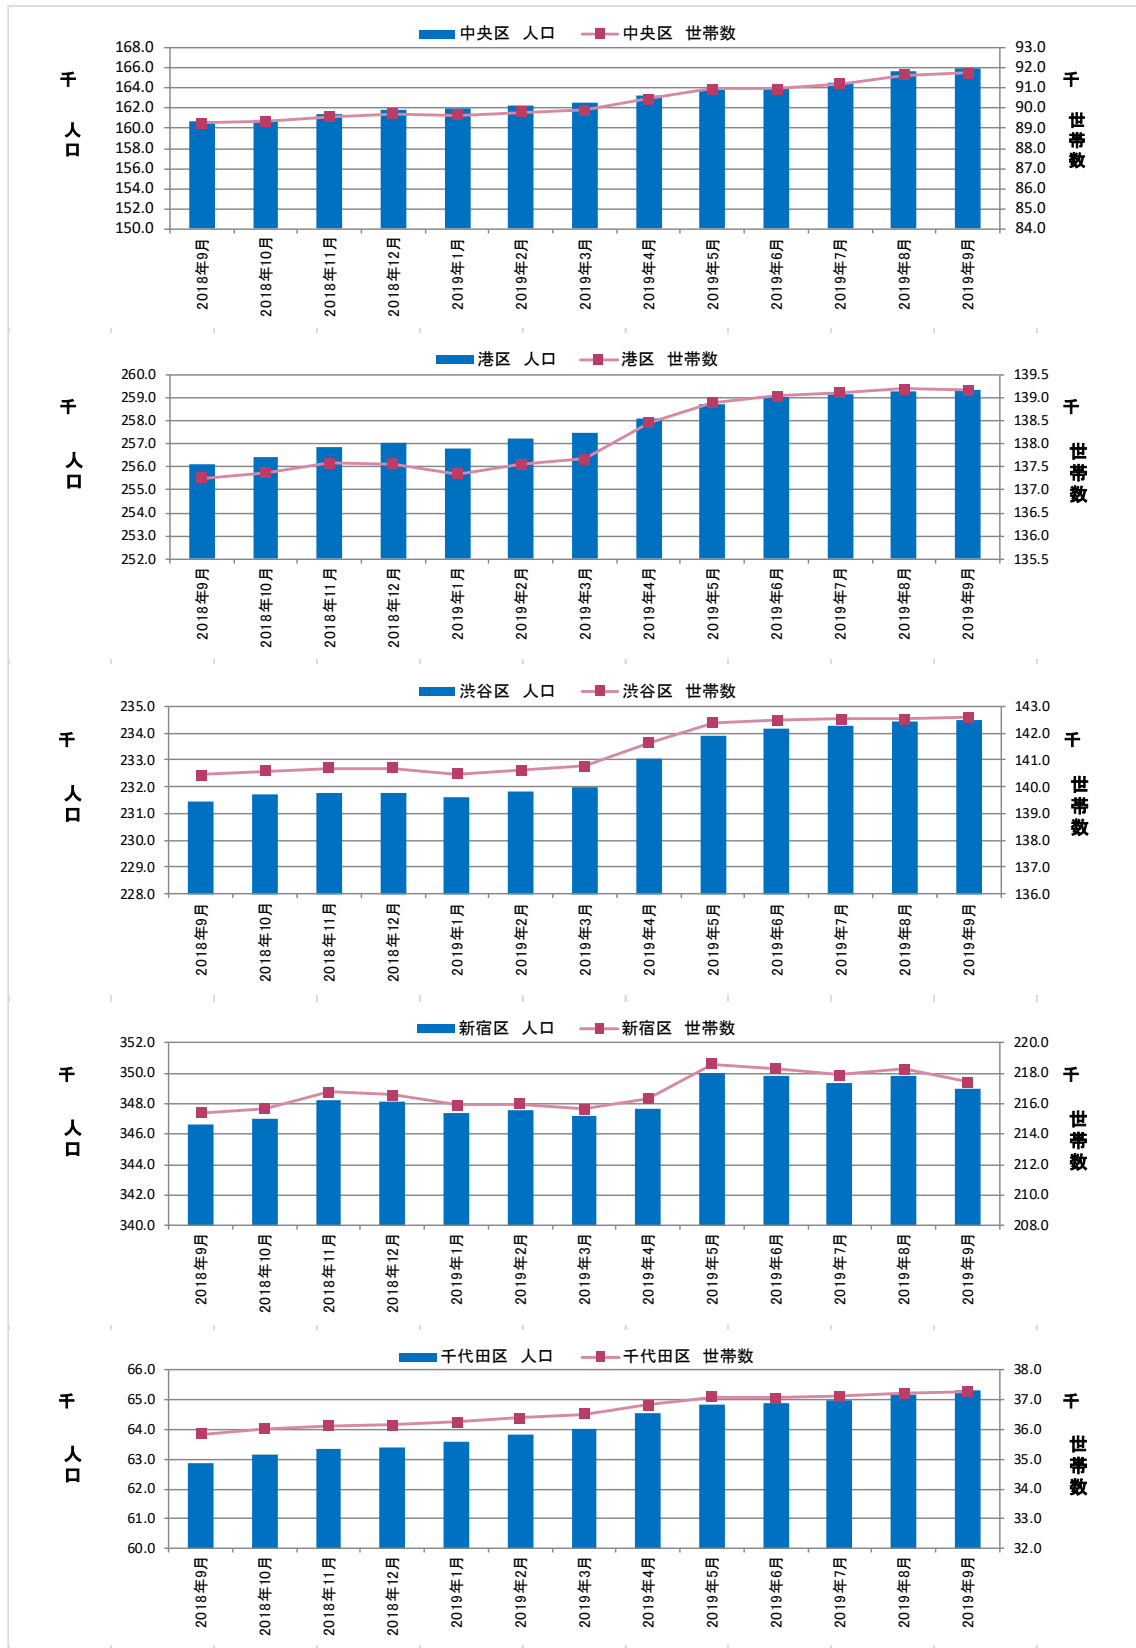 中央区　人口　中央区　世帯数
168.0
166.0
164.0
162.0
160.0
158.0
156.0
154.0
152.0
150.0
千
人口
93.0
92.0
91.0
90.0
89.0
88.0
87.0
86.0
85.0
84.0
千
世帯数
2018年9月
2018年10月
2018年11月
2018年12月
2019年1月
2019年2月
2019年3月
2019年4月
2019年5月
2019年6月
2019年7月
2019年8月
2019年9月
港区　人口　港区　世帯数
260.0
259.0
258.0
257.0
256.0
255.0
254.0
253.0
252.0
千
人口
139.5
139.0
138.5
138.0
137.5
137.0
136.5
136.0
135.5
千
世帯数
2018年9月
2018年10月
2018年11月
2018年12月
2019年1月
2019年2月
2019年3月
2019年4月
2019年5月
2019年6月
2019年7月
2019年8月
2019年9月
渋谷区　人口　渋谷区　世帯数
235.0
234.0
233.0
232.0
231.0
230.0
229.0
228.0
千
人口
143.0
142.0
141.0
140.0
139.0
138.0
137.0
136.0
千
世帯数
2018年9月
2018年10月
2018年11月
2018年12月
2019年1月
2019年2月
2019年3月
2019年4月
2019年5月
2019年6月
2019年7月
2019年8月
2019年9月
新宿区　人口　新宿区　世帯数
352.0
350.0
348.0
346.0
344.0
342.0
340.0
千
人口
220.0
218.0
216.0
214.0
212.0
210.0
208.0
千
世帯数
2018年9月
2018年10月
2018年11月
2018年12月
2019年1月
2019年2月
2019年3月
2019年4月
2019年5月
2019年6月
2019年7月
2019年8月
2019年9月
千代田区　人口　千代田区　世帯数
66.0
65.0
64.0
63.0
62.0
61.0
60.0
千
人口
38.0
37.0
36.0
35.0
34.0
33.0
32.0
千
世帯数
2018年9月
2018年10月
2018年11月
2018年12月
2019年1月
2019年2月
2019年3月
2019年4月
2019年5月
2019年6月
2019年7月
2019年8月
2019年9月